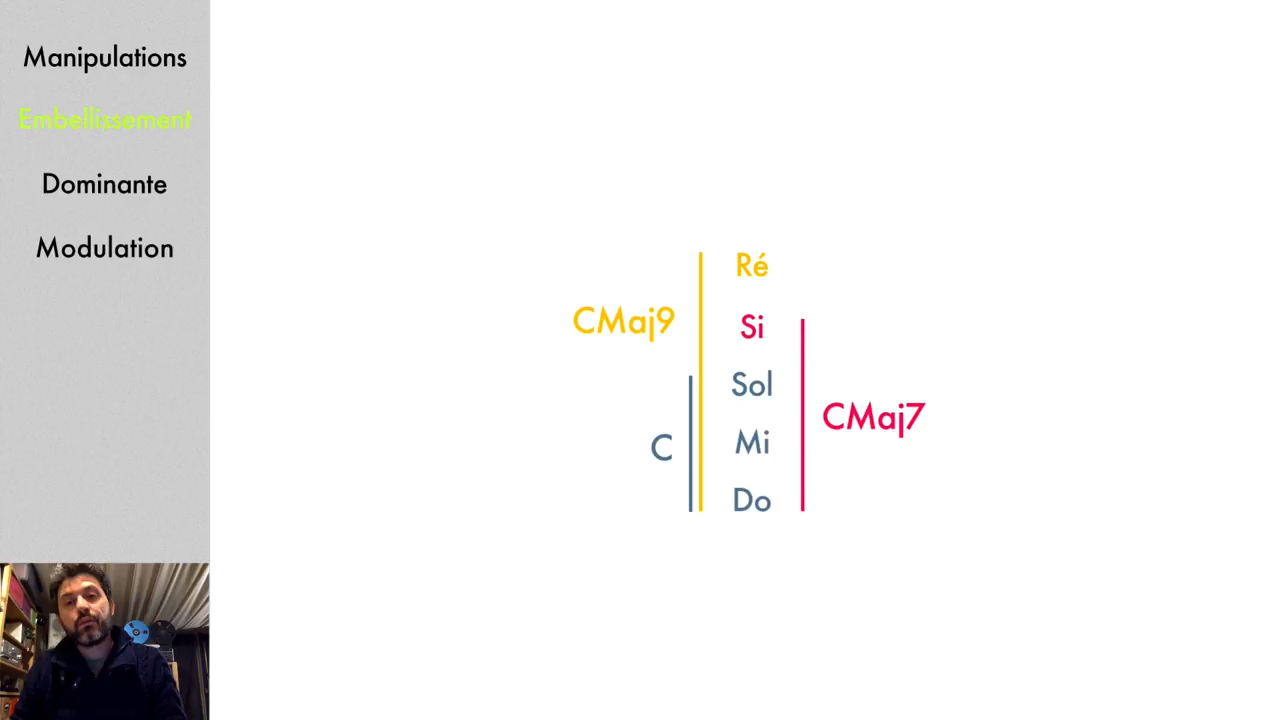 Manipulations
Embellissement
Dominante
Modulation
Ré
CMaj9
Si
Sol
CMaj7
Mi
C
Do